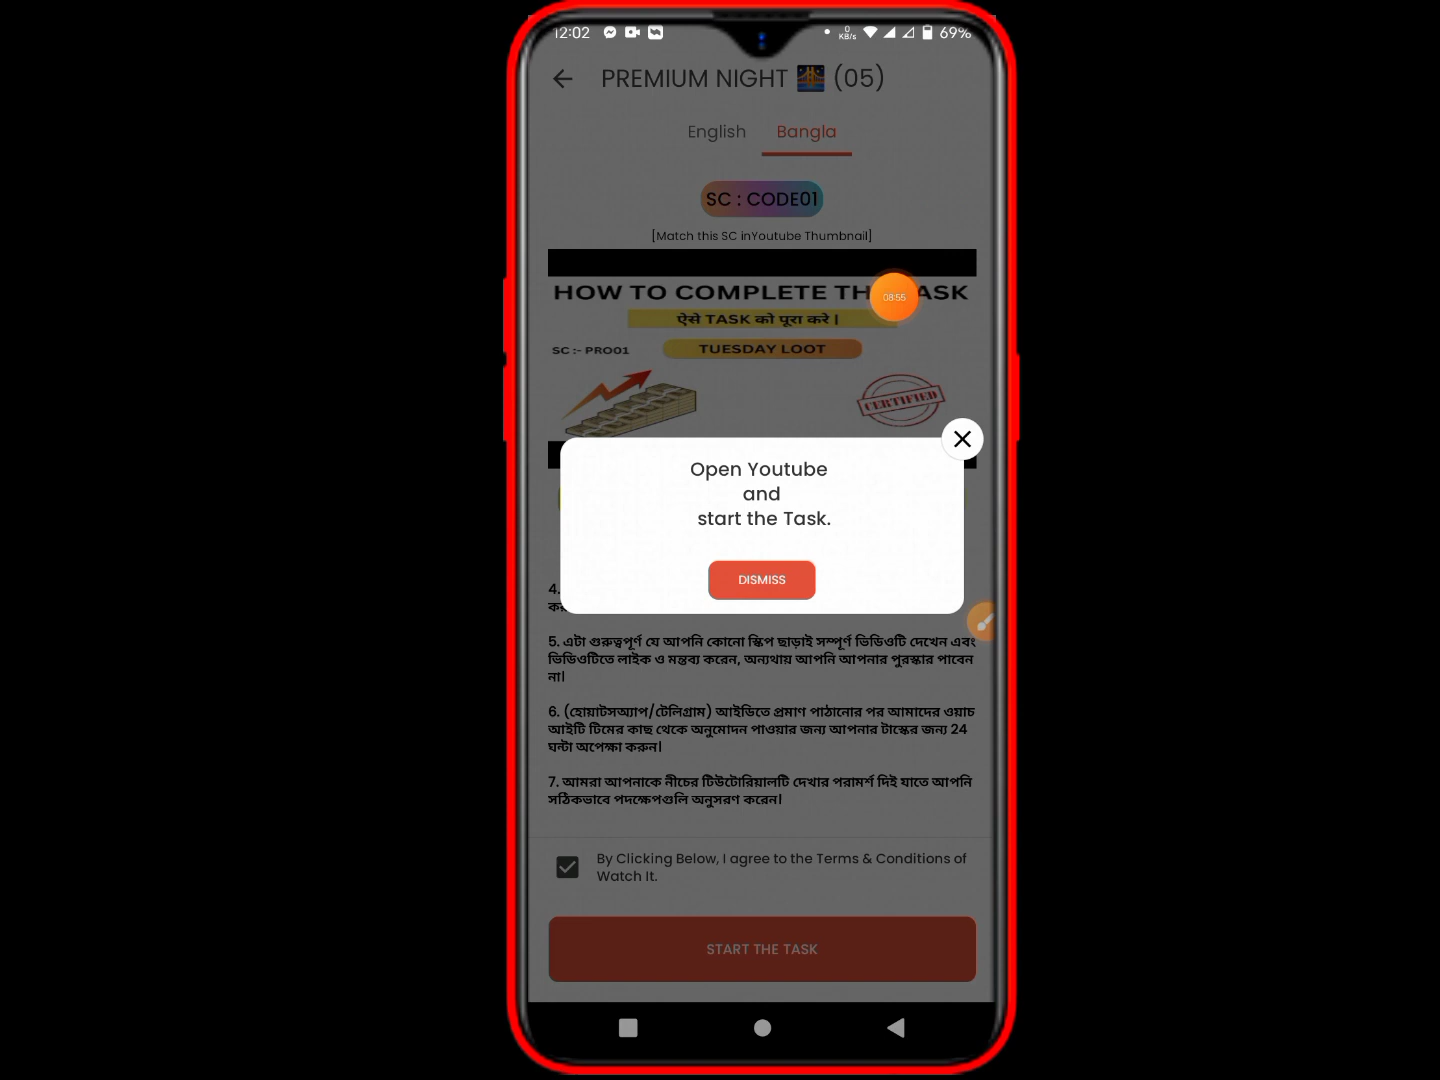 12:02
0
KB/s
69%
PREMIUM NIGHT 🌉 (05)
English
Bangla
SC : CODE01
[Match this SC inYoutube Thumbnail]
HOW TO COMPLETE TH ASK
08:55
ऐसे TASK को पूरा करे |
SC :- PRO01
TUESDAY LOOT
CERTIFIED
Open Youtube
and
start the Task.
DISMISS
4.
5. এটা গুরুত্বপূর্ণ যে আপনি কোনো স্কিপ ছাড়াই সম্পূর্ণ ভিডিওটি দেখেন এবং
ভিডিওটিতে লাইক ও মন্তব্য করেন, অন্যথায় আপনি আপনার পুরস্কার পাবেন
না।
6. (হোয়াটসঅ্যাপ/টেলিগ্রাম) আইডিতে প্রমাণ পাঠানোর পর আমাদের ওয়াচ
আইটি টিমের কাছ থেকে অনুমোদন পাওয়ার জন্য আপনার টাস্কের জন্য 24
ঘন্টা অপেক্ষা করুন।
7. আমরা আপনাকে নীচের টিউটোরিয়ালটি দেখার পরামর্শ দিই যাতে আপনি
সঠিকভাবে পদক্ষেপগুলি অনুসরণ করেন।
By Clicking Below, I agree to the Terms & Conditions of
Watch It.
START THE TASK